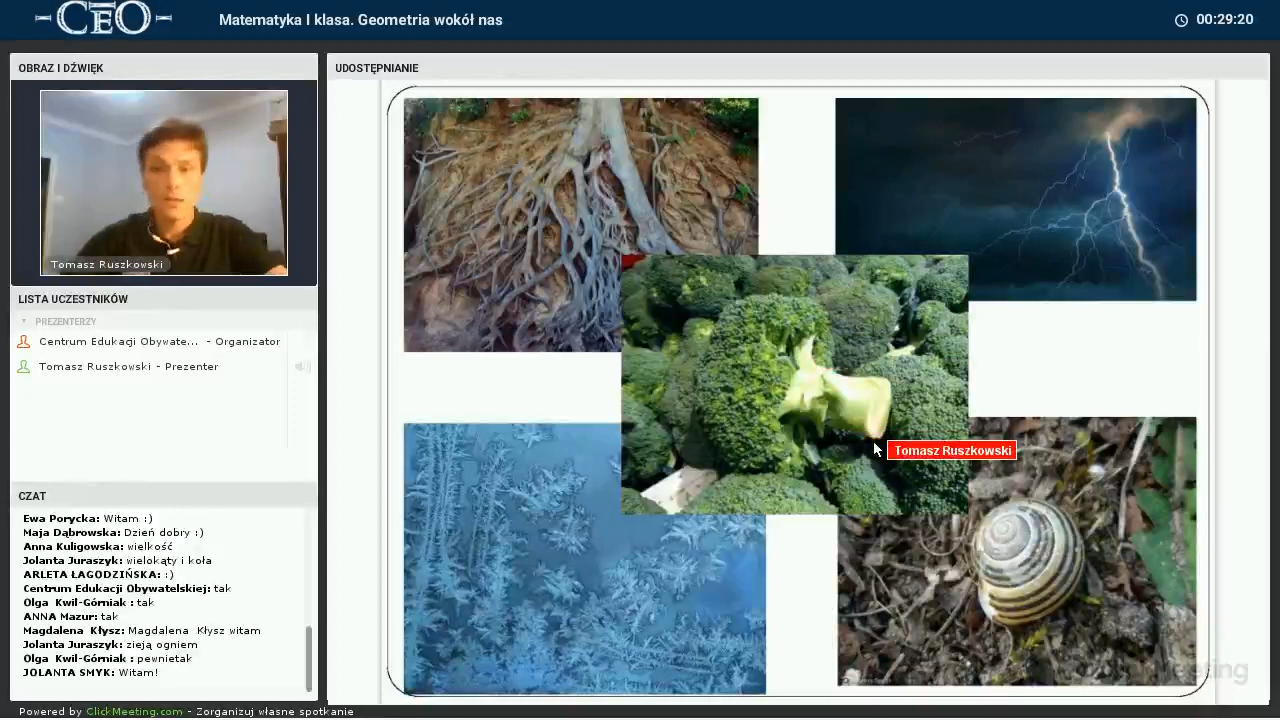 CEO
Matematyka I klasa. Geometria wokół nas
00:29:20
OBRAZ I DŹWIĘK
UDOSTĘPNIANIE
Tomasz Ruszkowski
LISTA UCZESTNIKÓW
PREZENTERZY
Centrum Edukacji Obywate... - Organizator
Tomasz Ruszkowski - Prezenter
Tomasz Ruszkowski
CZAT
Ewa Porycka: Witam :)
Maja Dąbrowska: Dzień dobry :)
Anna Kuligowska: wielkość
Jolanta Juraszyk: wielokąty i koła
ARLETA ŁAGODZIŃSKA: :)
Centrum Edukacji Obywatelskiej: tak
Olga Kwil-Górniak : tak
ANNA Mazur: tak
Magdalena Kłysz: Magdalena Kłysz witam
Jolanta Juraszyk: zieją ogniem
Olga Kwil-Górniak : pewnietak
JOLANTA SMYK: Witam!
Powered by ClickMeeting.com - Zorganizuj własne spotkanie